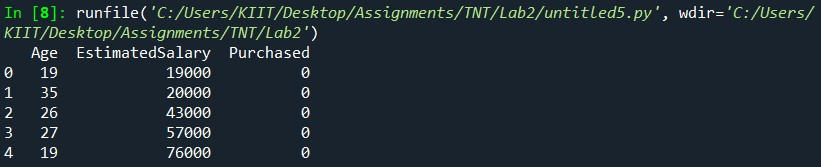 In [8]: runfile('C:/Users/KIIT/Desktop/Assignments/TNT/Lab2/untitled5.py', wdir='C:/Users/
KIIT/Desktop/Assignments/TNT/Lab2')
   Age  EstimatedSalary  Purchased
0   19            19000          0
1   35            20000          0
2   26            43000          0
3   27            57000          0
4   19            76000          0